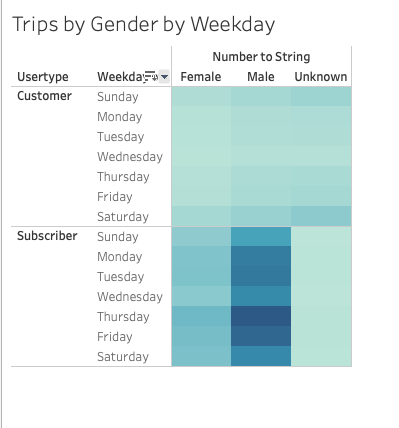 Trips by Gender by Weekday
Number to String
Usertype Weekday Female Male Unknown
Customer Sunday
Monday
Tuesday
Wednesday
Thursday
Friday
Saturday
Subscriber Sunday
Monday
Tuesday
Wednesday
Thursday
Friday
Saturday